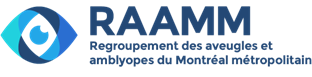 RAAMM
Regroupement des aveugles et
amblyopes du Montréal métropolitain